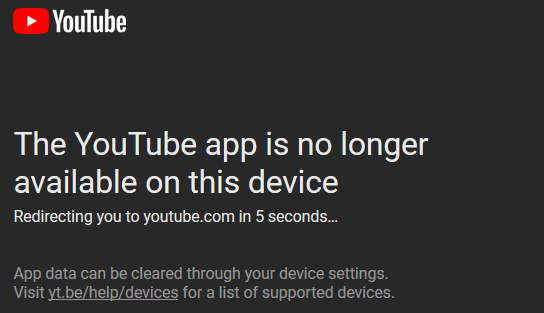 YouTube
The YouTube app is no longer
available on this device
Redirecting you to youtube.com in 5 seconds...
App data can be cleared through your device settings.
Visit yt.be/help/devices for a list of supported devices.